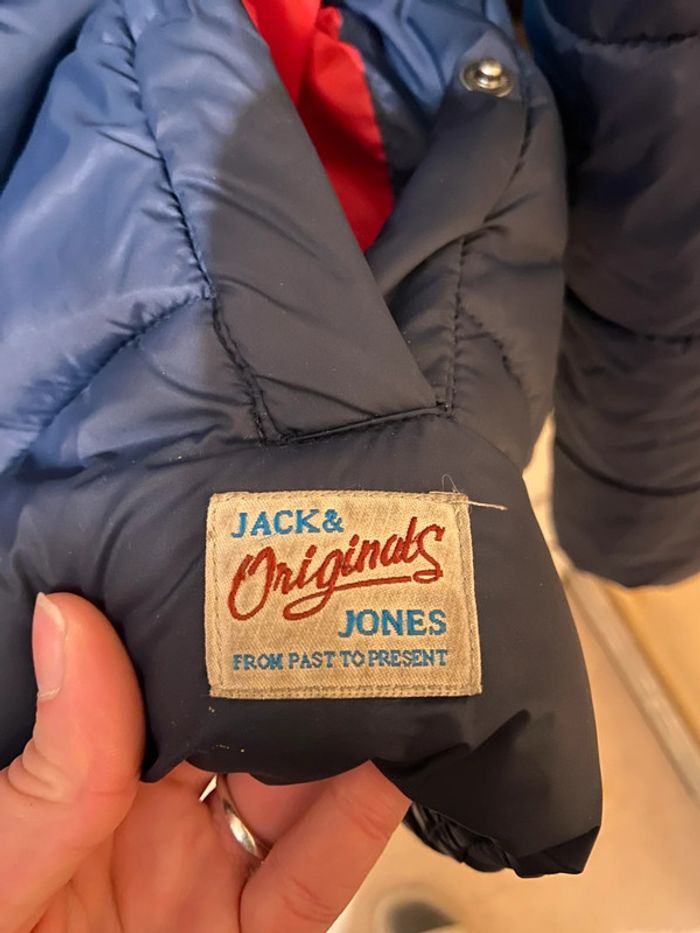 JACK&
Originals
JONES
FROM PAST TO PRESENT